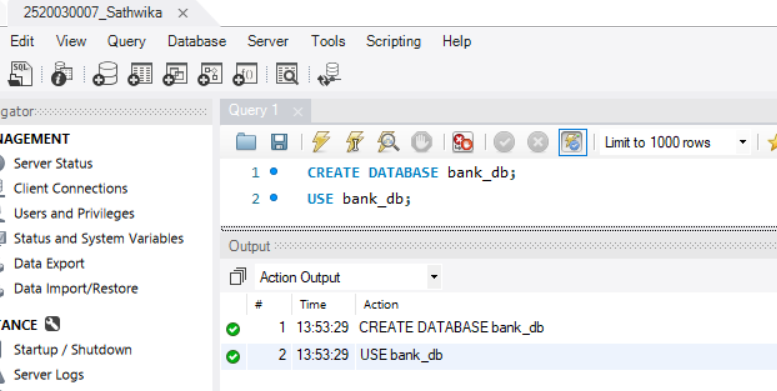 2520030007_Sathwika ×
Edit View Query Database Server Tools Scripting Help
gator
Query 1 ×
NAGEMENT
Server Status
Client Connections
Users and Privileges
Status and System Variables
Data Export
Data Import/Restore
TANCE
Startup / Shutdown
Server Logs
Limit to 1000 rows
1 CREATE DATABASE bank_db;
2 USE bank_db;
Output
Action Output
# Time Action
1 13:53:29 CREATE DATABASE bank_db
2 13:53:29 USE bank_db